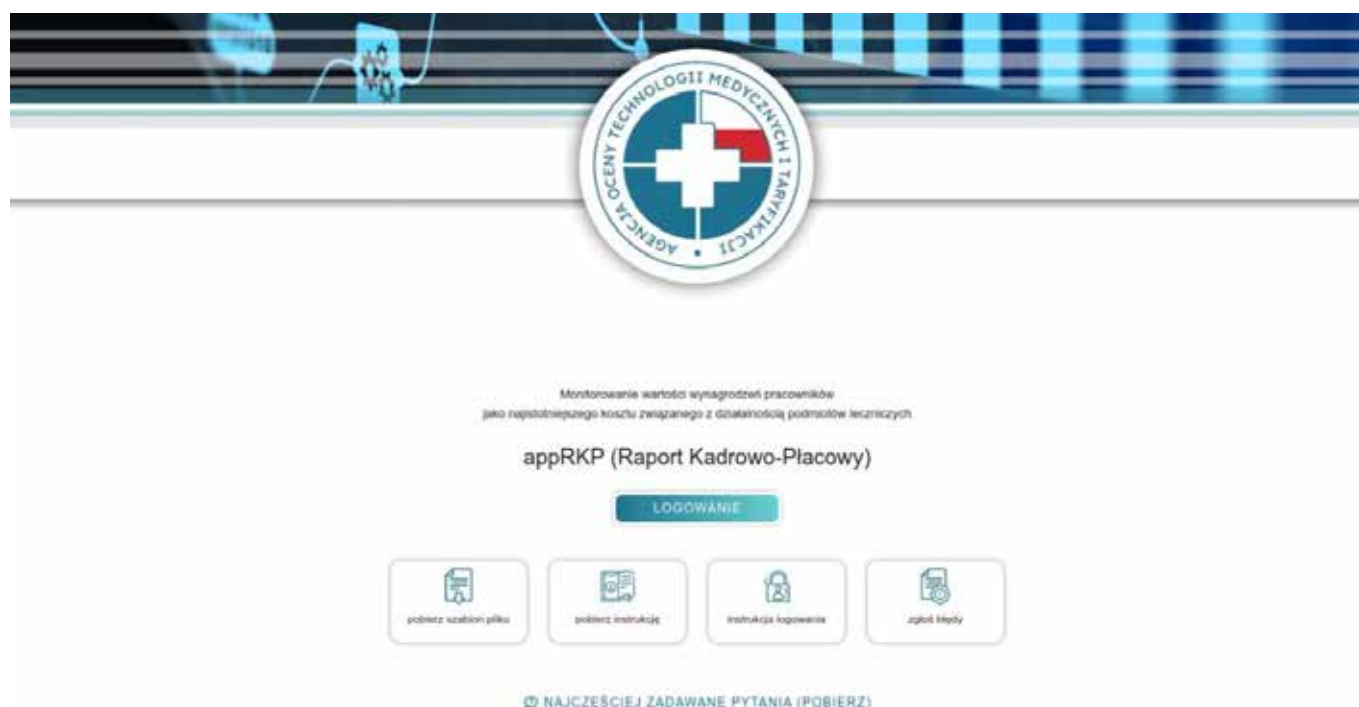 AGENCJA OCENY TECHNOLOGII MEDYCZNYCH I TARYFIKACJI
Monitorowanie wartości wynagrodzeń pracowników
jako najistotniejszego kosztu związanego z działalnością podmiotów leczniczych
appRKP (Raport Kadrowo-Płacowy)
LOGOWANIE
pobierz szablon pliku
pobierz instrukcję
instrukcja logowania
zgłoś błędy
NAJCZĘŚCIEJ ZADAWANE PYTANIA (POBIERZ)